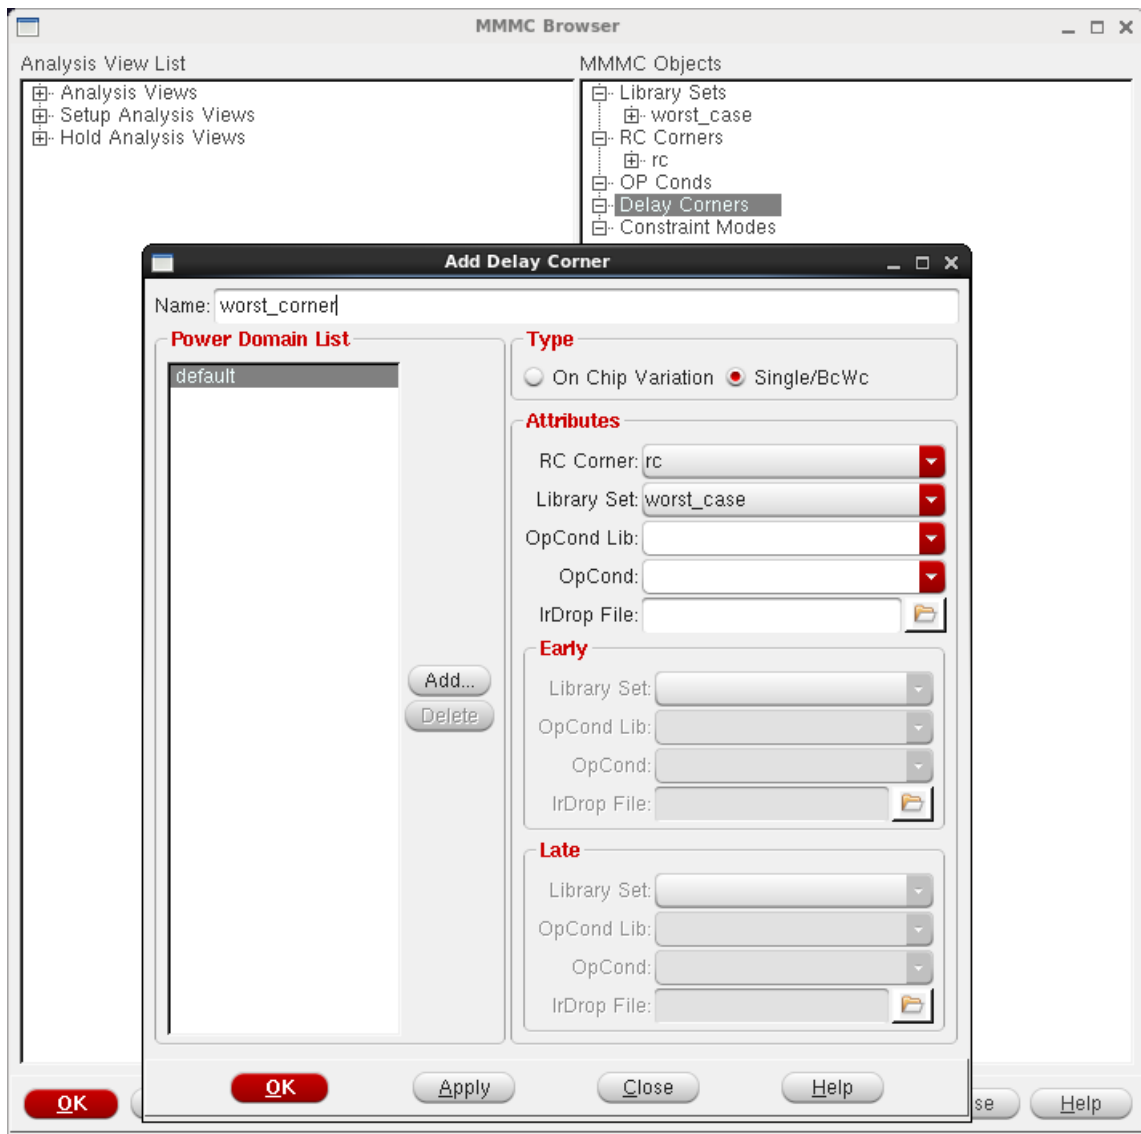 MMMC Browser
Analysis View List
Analysis Views
Setup Analysis Views
Hold Analysis Views
MMMC Objects
Library Sets
worst_case
RC Corners
rc
OP Conds
Delay Corners
Constraint Modes
Add Delay Corner
Name: worst_corner
Power Domain List
default
Add...
Delete
Type
On Chip Variation Single/BcWc
Attributes
RC Corner: rc
Library Set: worst_case
OpCond Lib:
OpCond:
IrDrop File:
Early
Library Set:
OpCond Lib:
OpCond:
IrDrop File:
Late
Library Set:
OpCond Lib:
OpCond:
IrDrop File:
OK Apply Close Help
OK se Help